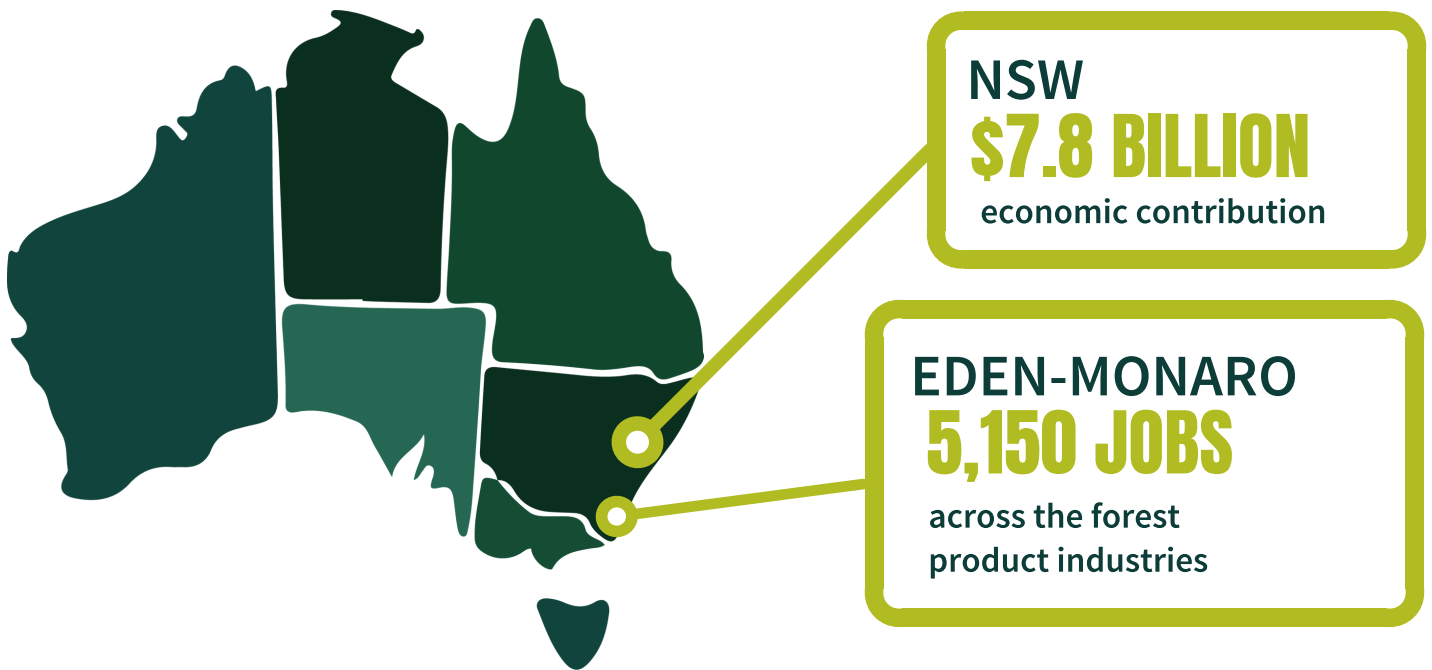 NSW
$7.8 BILLION
economic contribution
EDEN-MONARO
5,150 JOBS
across the forest
product industries